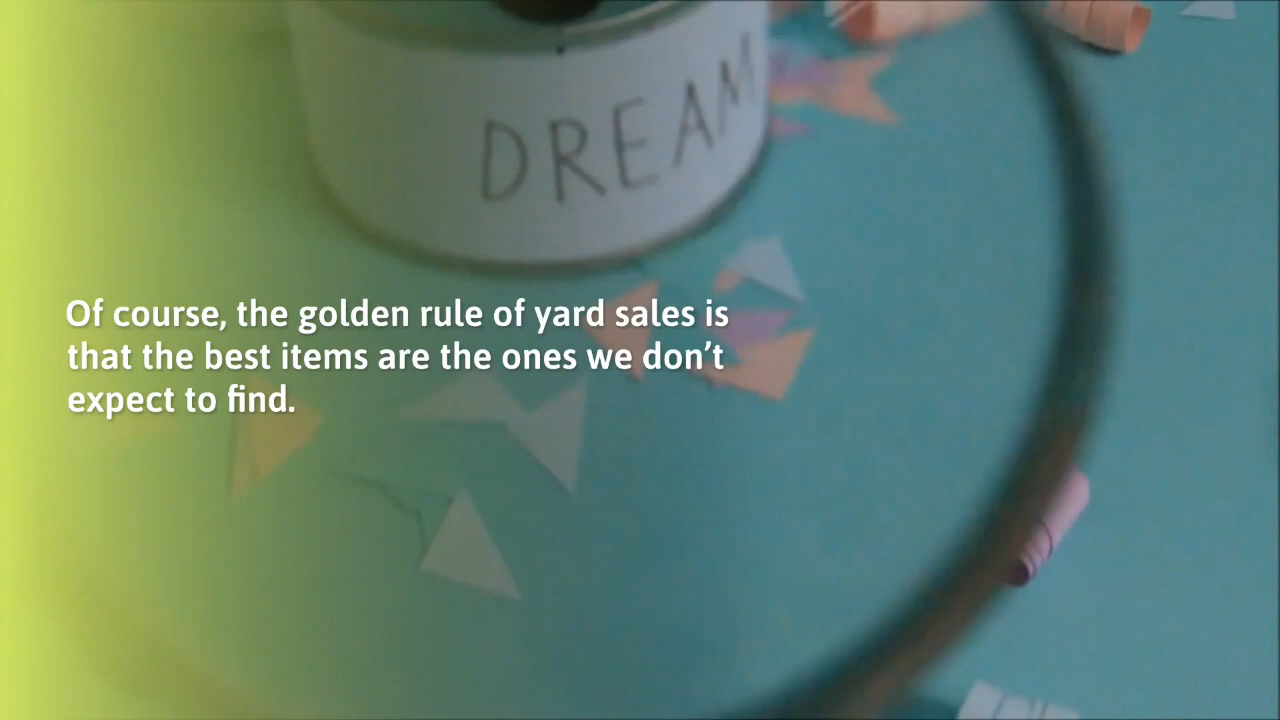 DREAM
Of course, the golden rule of yard sales is
that the best items are the ones we don’t
expect to find.